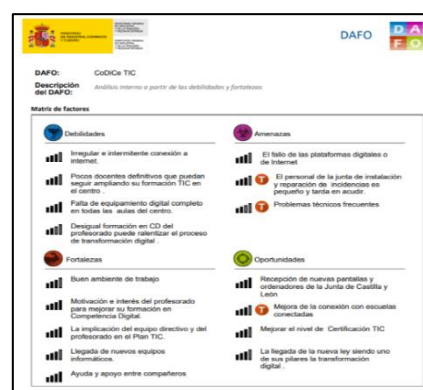 DAFO
D A
F O
DAFO: CoDiCe TIC
Descripción
del DAFO:
Análisis interno a partir de las debilidades y fortalezas
Matriz de factores
Debilidades
Irregular e intermitente conexión a
internet.
Pocos docentes definitivos que puedan
seguir ampliando su formación TIC en
el centro .
Falta de equipamiento digital completo
en todas las aulas del centro.
Desigual formación en CD del
profesorado puede ralentizar el proceso
de transformación digital .
Amenazas
El fallo de las plataformas digitales o
de Internet
T El personal de la junta de instalación
y reparación de incidencias es
pequeño y tarda en acudir.
T Problemas técnicos frecuentes
Fortalezas
Buen ambiente de trabajo
Motivación e interés del profesorado
para mejorar su formación en
Competencia Digital.
La implicación del equipo directivo y del
profesorado en el Plan TIC.
Llegada de nuevos equipos
informáticos.
Ayuda y apoyo entre compañeros
Oportunidades
Recepción de nuevas pantallas y
ordenadores de la Junta de Castilla y
León
T Mejora de la conexión con escuelas
conectadas
Mejorar el nivel de Certificación TIC
La llegada de la nueva ley siendo uno
de sus pilares la transformación
digital .